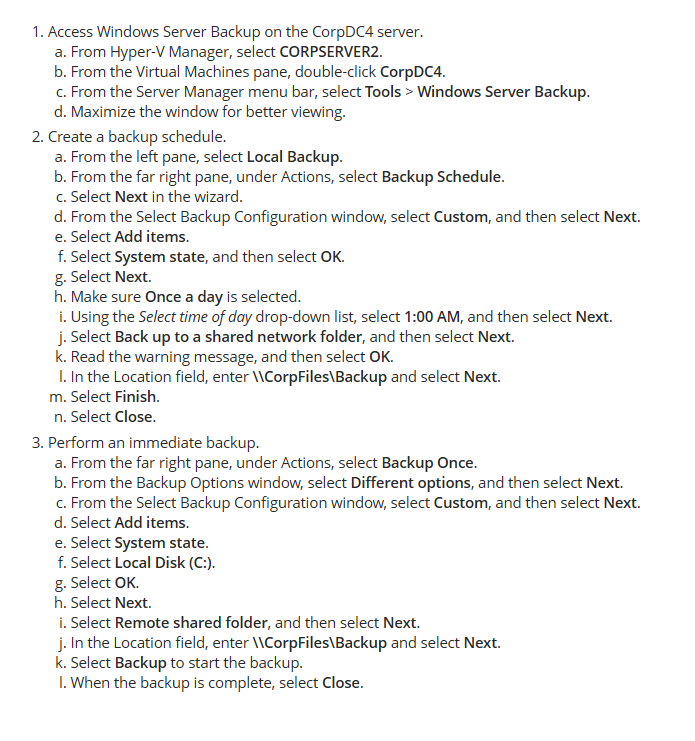 1. Access Windows Server Backup on the CorpDC4 server.
a. From Hyper-V Manager, select CORPSERVER2.
b. From the Virtual Machines pane, double-click CorpDC4.
c. From the Server Manager menu bar, select Tools > Windows Server Backup.
d. Maximize the window for better viewing.
2. Create a backup schedule.
a. From the left pane, select Local Backup.
b. From the far right pane, under Actions, select Backup Schedule.
c. Select Next in the wizard.
d. From the Select Backup Configuration window, select Custom, and then select Next.
e. Select Add items.
f. Select System state, and then select OK.
g. Select Next.
h. Make sure Once a day is selected.
i. Using the Select time of day drop-down list, select 1:00 AM, and then select Next.
j. Select Back up to a shared network folder, and then select Next.
k. Read the warning message, and then select OK.
l. In the Location field, enter \\CorpFiles\Backup and select Next.
m. Select Finish.
n. Select Close.
3. Perform an immediate backup.
a. From the far right pane, under Actions, select Backup Once.
b. From the Backup Options window, select Different options, and then select Next.
c. From the Select Backup Configuration window, select Custom, and then select Next.
d. Select Add items.
e. Select System state.
f. Select Local Disk (C:).
g. Select OK.
h. Select Next.
i. Select Remote shared folder, and then select Next.
j. In the Location field, enter \\CorpFiles\Backup and select Next.
k. Select Backup to start the backup.
l. When the backup is complete, select Close.